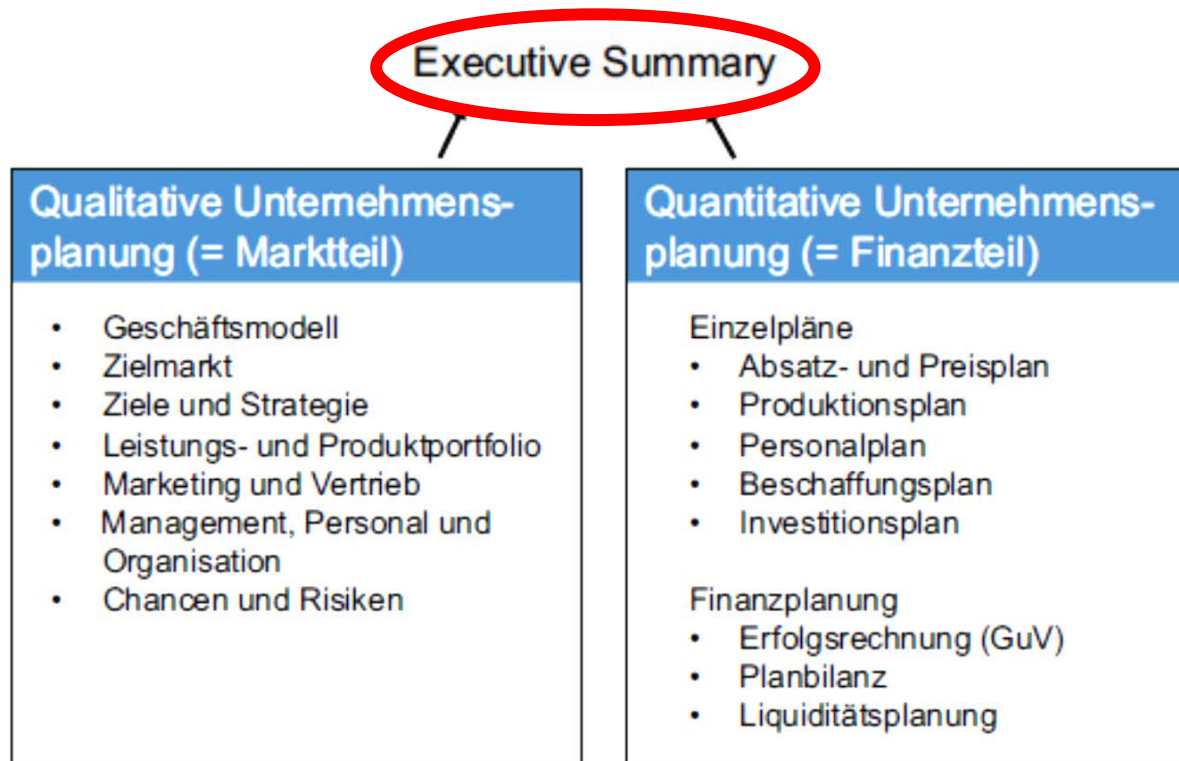 Executive Summary
Qualitative Unternehmens-
planung (= Marktteil)
• Geschäftsmodell
• Zielmarkt
• Ziele und Strategie
• Leistungs- und Produktportfolio
• Marketing und Vertrieb
• Management, Personal und
Organisation
• Chancen und Risiken
Quantitative Unternehmens-
planung (= Finanzteil)
Einzelpläne
• Absatz- und Preisplan
• Produktionsplan
• Personalplan
• Beschaffungsplan
• Investitionsplan
Finanzplanung
• Erfolgsrechnung (GuV)
• Planbilanz
• Liquiditätsplanung